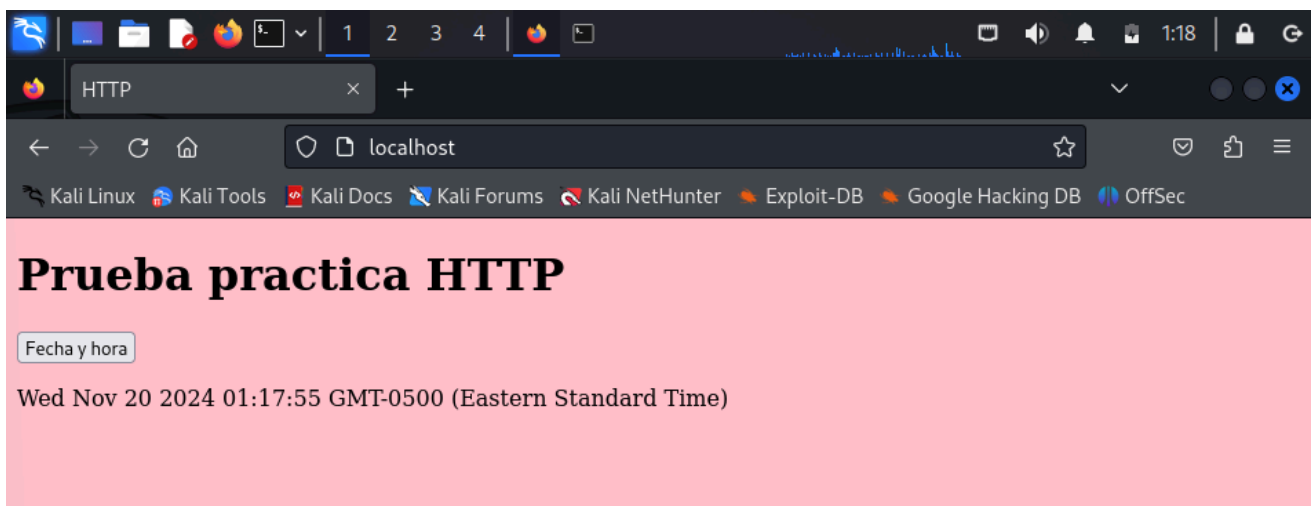 1 2 3 4 1:18
HTTP
localhost
Kali Linux Kali Tools Kali Docs Kali Forums Kali NetHunter Exploit-DB Google Hacking DB OffSec
Prueba practica HTTP
Fecha y hora
Wed Nov 20 2024 01:17:55 GMT-0500 (Eastern Standard Time)